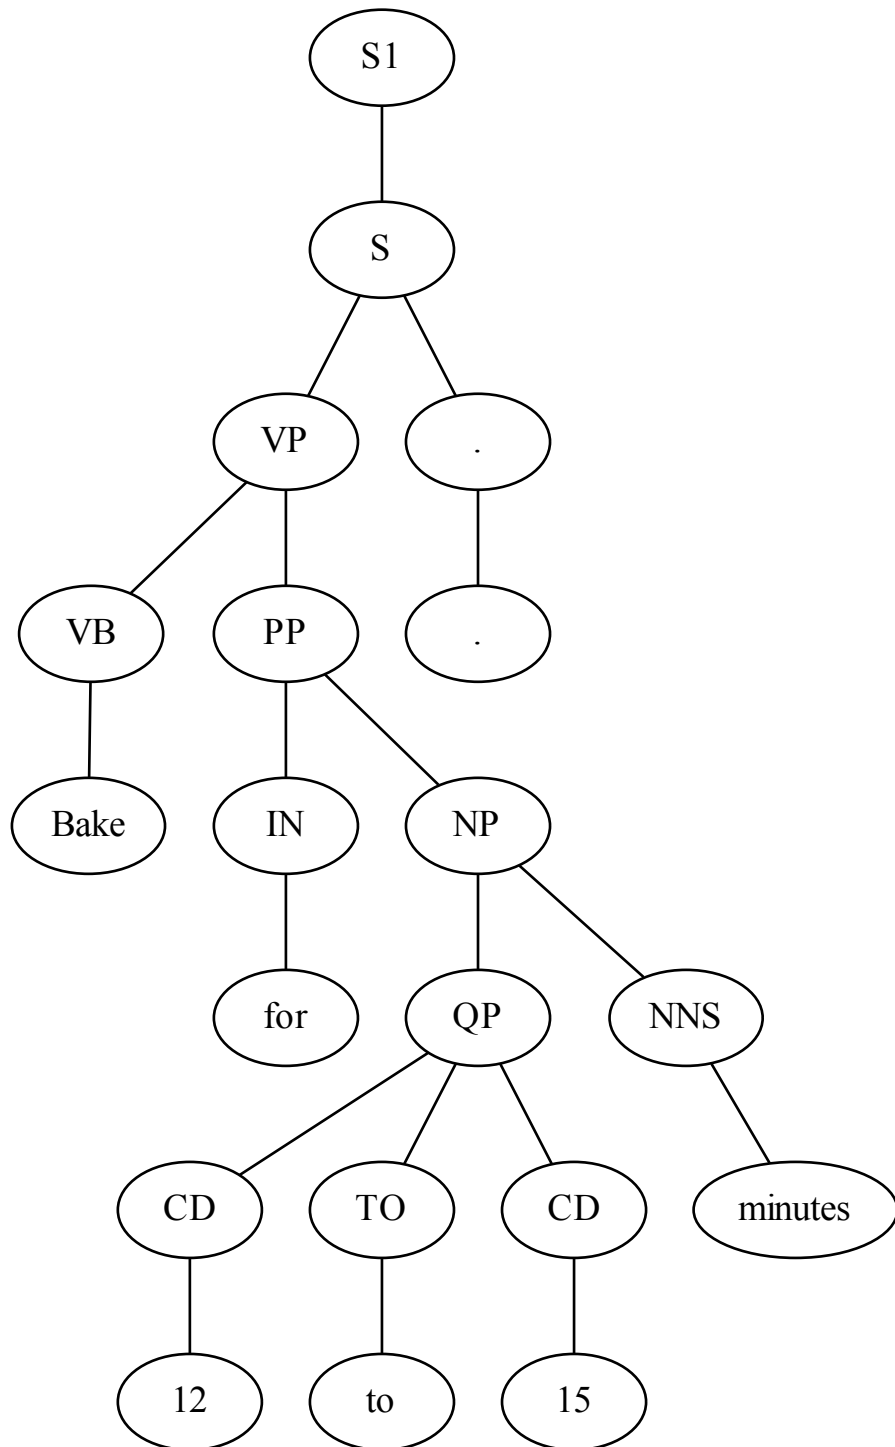 S1
S
VP .
VB PP .
Bake IN NP
for QP NNS
CD TO CD minutes
12 to 15